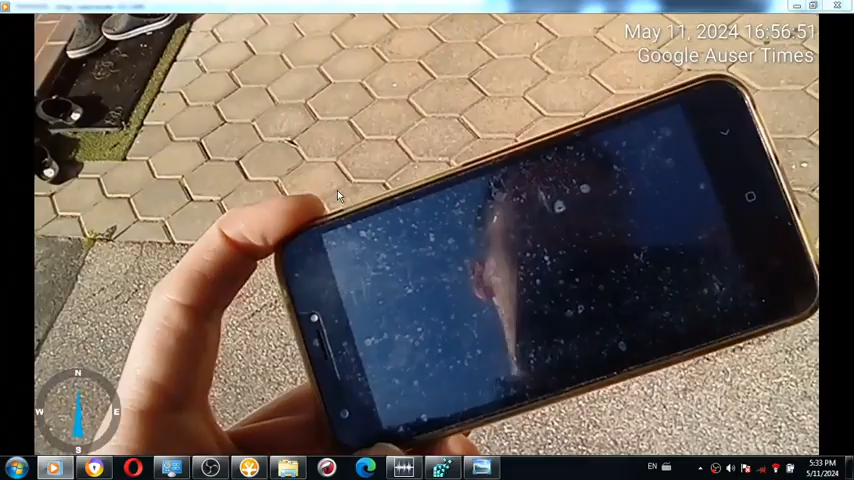 May 11, 2024 16:56:51
Google Auser Times
N
W
E
S
EN
5:33 PM
5/11/2024